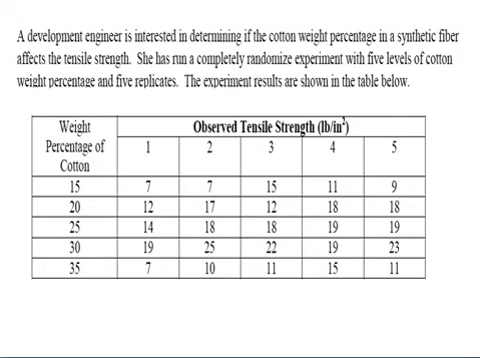 A development engineer is interested in determining if the cotton weight percentage in a synthetic fiber
affects the tensile strength. She has run a completely randomize experiment with five levels of cotton
weight percentage and five replicates. The experiment results are shown in the table below.
Weight Percentage of Cotton Observed Tensile Strength (lb/in²)
1 2 3 4 5
15 7 7 15 11 9
20 12 17 12 18 18
25 14 18 18 19 19
30 19 25 22 19 23
35 7 10 11 15 11